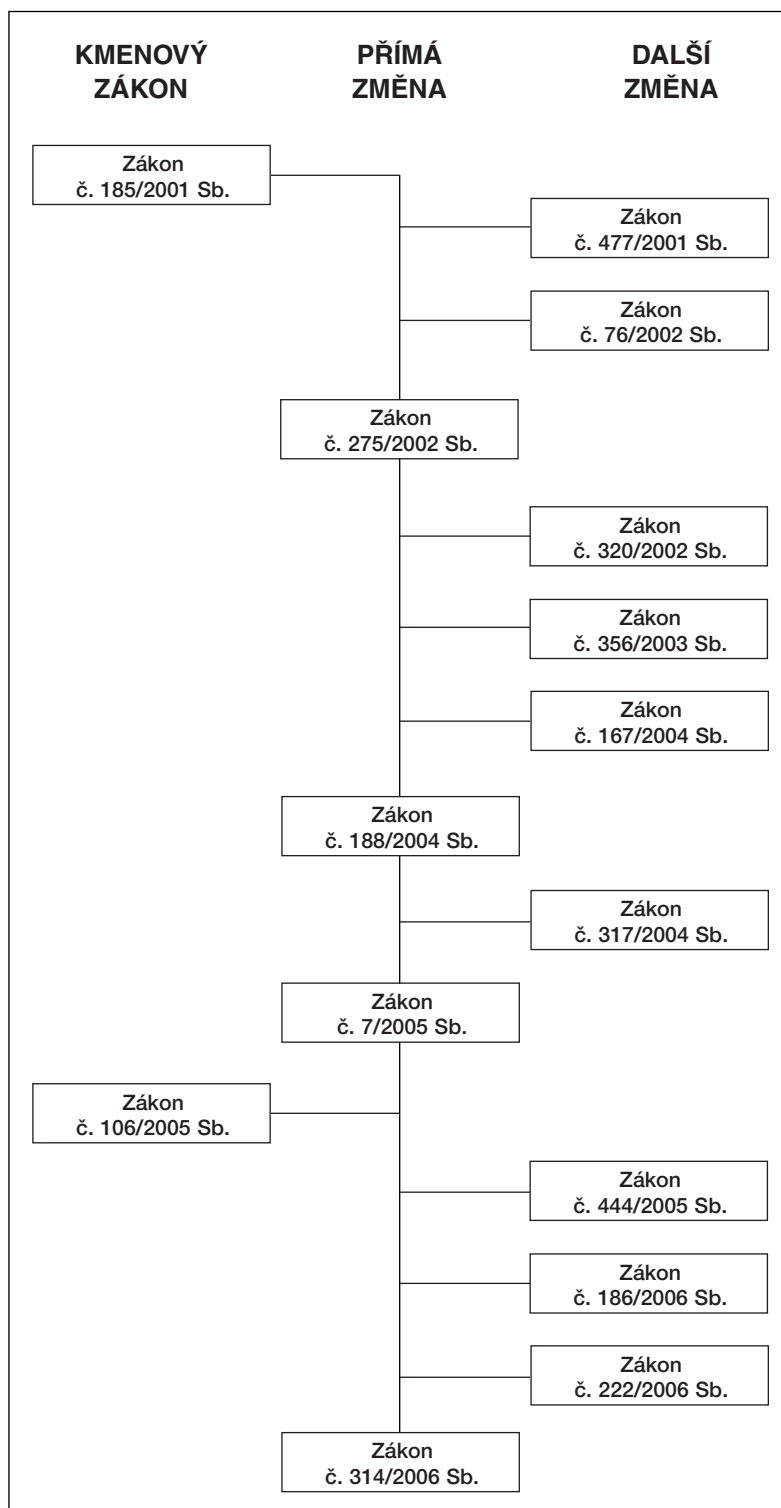 KMENOVÝ
ZÁKON
PŘÍMÁ
ZMĚNA
DALŠÍ
ZMĚNA
Zákon
č. 185/2001 Sb.
Zákon
č. 477/2001 Sb.
Zákon
č. 76/2002 Sb.
Zákon
č. 275/2002 Sb.
Zákon
č. 320/2002 Sb.
Zákon
č. 356/2003 Sb.
Zákon
č. 167/2004 Sb.
Zákon
č. 188/2004 Sb.
Zákon
č. 317/2004 Sb.
Zákon
č. 7/2005 Sb.
Zákon
č. 106/2005 Sb.
Zákon
č. 444/2005 Sb.
Zákon
č. 186/2006 Sb.
Zákon
č. 222/2006 Sb.
Zákon
č. 314/2006 Sb.